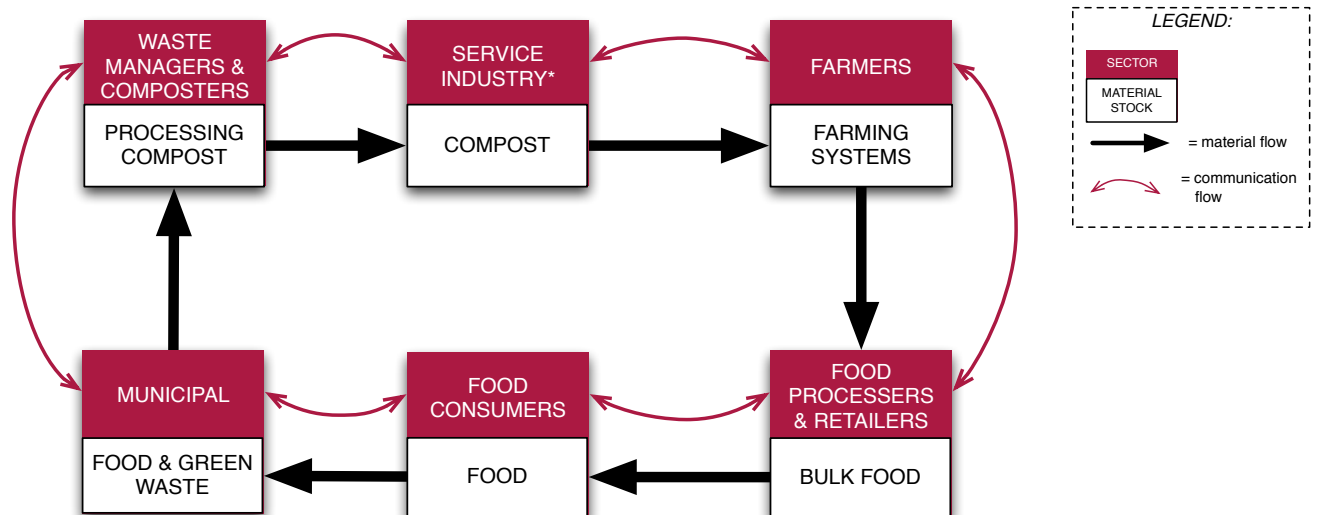 WASTE
MANAGERS &
COMPOSTERS
PROCESSING
COMPOST
SERVICE
INDUSTRY*
COMPOST
FARMERS
FARMING
SYSTEMS
LEGEND:
SECTOR
MATERIAL
STOCK
= material flow
= communication
flow
MUNICIPAL
FOOD & GREEN
WASTE
FOOD
CONSUMERS
FOOD
FOOD
PROCESSERS
& RETAILERS
BULK FOOD